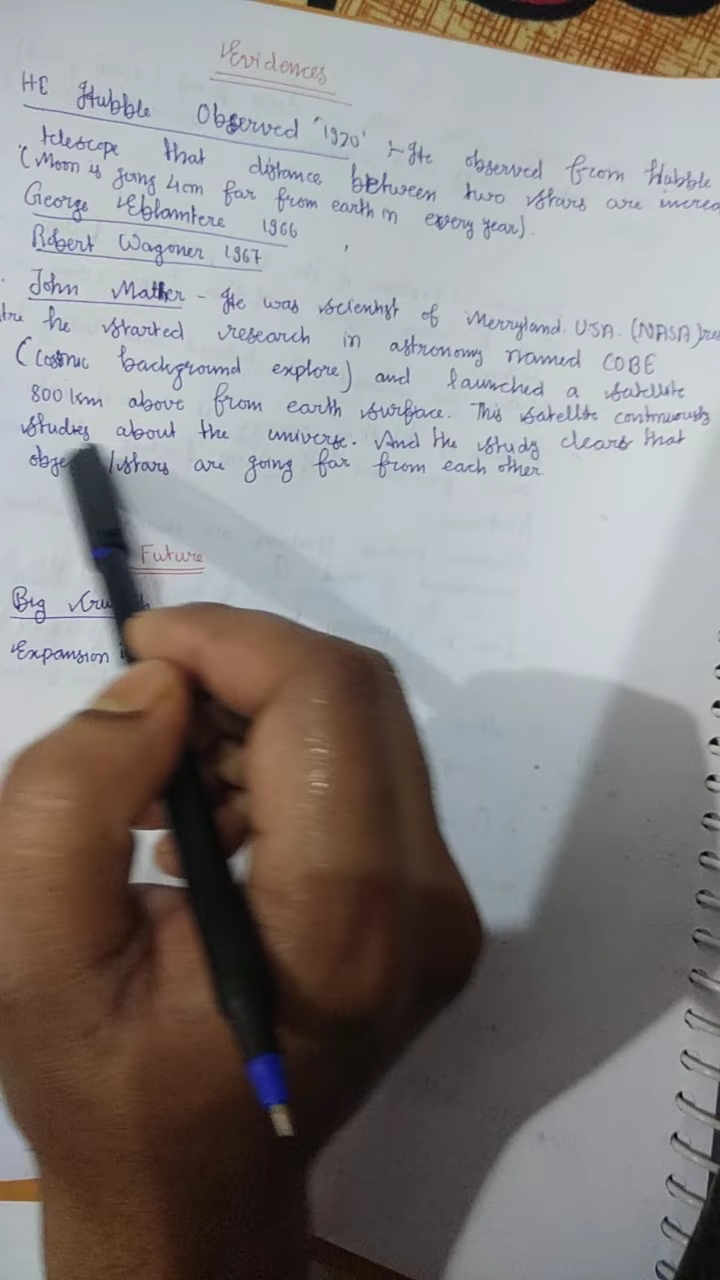 Evidences
HE Hubble Observed '1920' :- He observed from Hubble
telescope that distance between two stars are increa
(Moon is going 4cm far from earth in every year).
George Eblamtere 1966
Robert Wagoner 1967
John Mather - He was scientist of Merryland. USA. (NASA)
he started research in astronomy named COBE
(Cosmic background explore) and launched a satellite
800 km above from earth surface. This satellite continuously
studies about the universe. And the study clears that
obje /stars are going far from each other.
Future
Big
Expansion